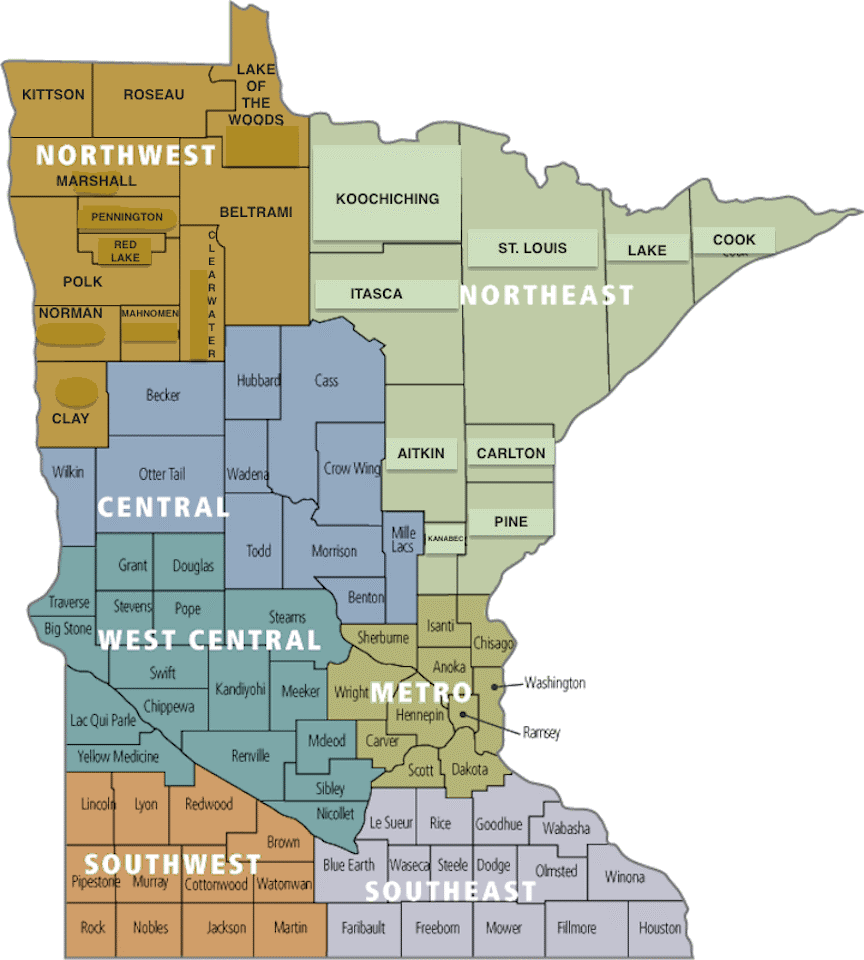 LAKE
OF
THE
WOODS
KITTSON
ROSEAU
NORTHWEST
MARSHALL
BELTRAMI
PENNINGTON
RED
LAKE
CLEARWATER
POLK
NORMAN
MAHNOMEN
CLAY
KOOCHICHING
ST. LOUIS
LAKE
COOK
ITASCA
NORTHEAST
AITKIN
CARLTON
PINE
KANABEC
Becker
Hubbard
Cass
Wilkin
Otter Tail
Wadena
Crow Wing
CENTRAL
Todd
Morrison
Mille
Lacs
Benton
Grant
Douglas
Traverse
Stevens
Pope
Stearns
Big Stone
WEST CENTRAL
Swift
Kandiyohi
Meeker
Chippewa
Lac Qui Parle
Yellow Medicine
Renville
Mcleod
Sibley
Nicollet
Isanti
Sherburne
Chisago
Anoka
Wright
METRO
Washington
Hennepin
Ramsey
Carver
Scott
Dakota
Lincoln
Lyon
Redwood
Brown
SOUTHWEST
Pipestone
Murray
Cottonwood
Watonwan
Rock
Nobles
Jackson
Martin
Le Sueur
Rice
Goodhue
Wabasha
Blue Earth
Waseca
Steele
Dodge
Olmsted
Winona
SOUTHEAST
Faribault
Freeborn
Mower
Fillmore
Houston